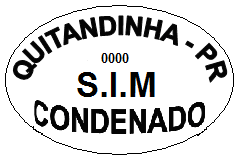 QUITANDINHA - PR
0000
S.I.M
CONDENADO